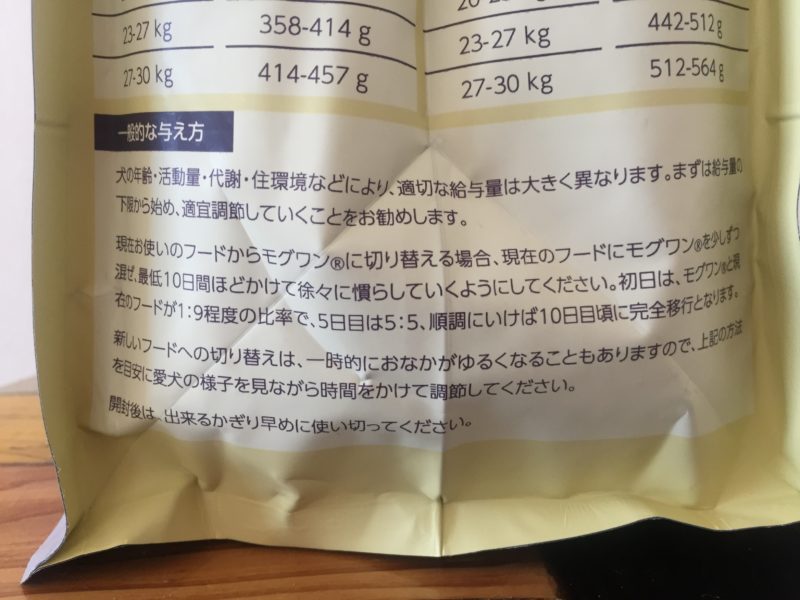 23-27 kg 358-414 g 23-27 kg 442-512 g
27-30 kg 414-457 g 27-30 kg 512-564 g
一般的な与え方
犬の年齢・活動量・代謝・住環境などにより、適切な給与量は大きく異なります。まずは給与量の
下限から始め、適宜調節していくことをお勧めします。
現在お使いのフードからモグワン®に切り替える場合、現在のフードにモグワン®を少しずつ
混ぜ、最低10日間ほどかけて徐々に慣らしていくようにしてください。初日は、モグワン®と現
在のフードが1:9程度の比率で、5日目は5:5、順調にいけば10日目頃に完全移行となります。
新しいフードへの切り替えは、一時的におなかがゆるくなることもありますので、上記の方法
を目安に愛犬の様子を見ながら時間をかけて調節してください。
開封後は、出来るかぎり早めに使い切ってください。